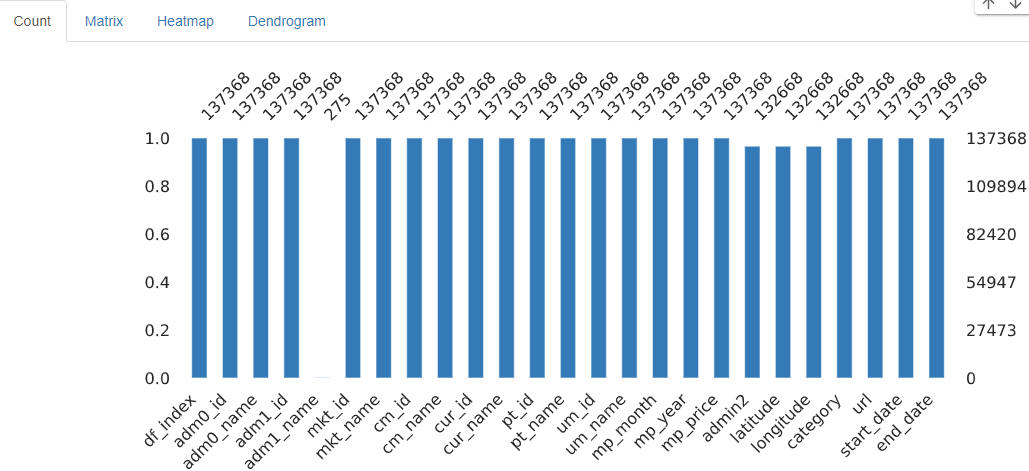 Count Matrix Heatmap Dendrogram
137368 137368 137368 137368 275 137368 137368 137368 137368 137368 137368 137368 137368 137368 137368 137368 137368 137368 132668 132668 132668 137368 137368 137368 137368
1.0 137368
0.8 109894
0.6 82420
0.4 54947
0.2 27473
0.0 0
df_index adm0_id adm0_name adm1_id adm1_name mkt_id mkt_name cm_id cm_name cur_id cur_name pt_id pt_name um_id um_name mp_month mp_year mp_price admin2 latitude longitude category url start_date end_date